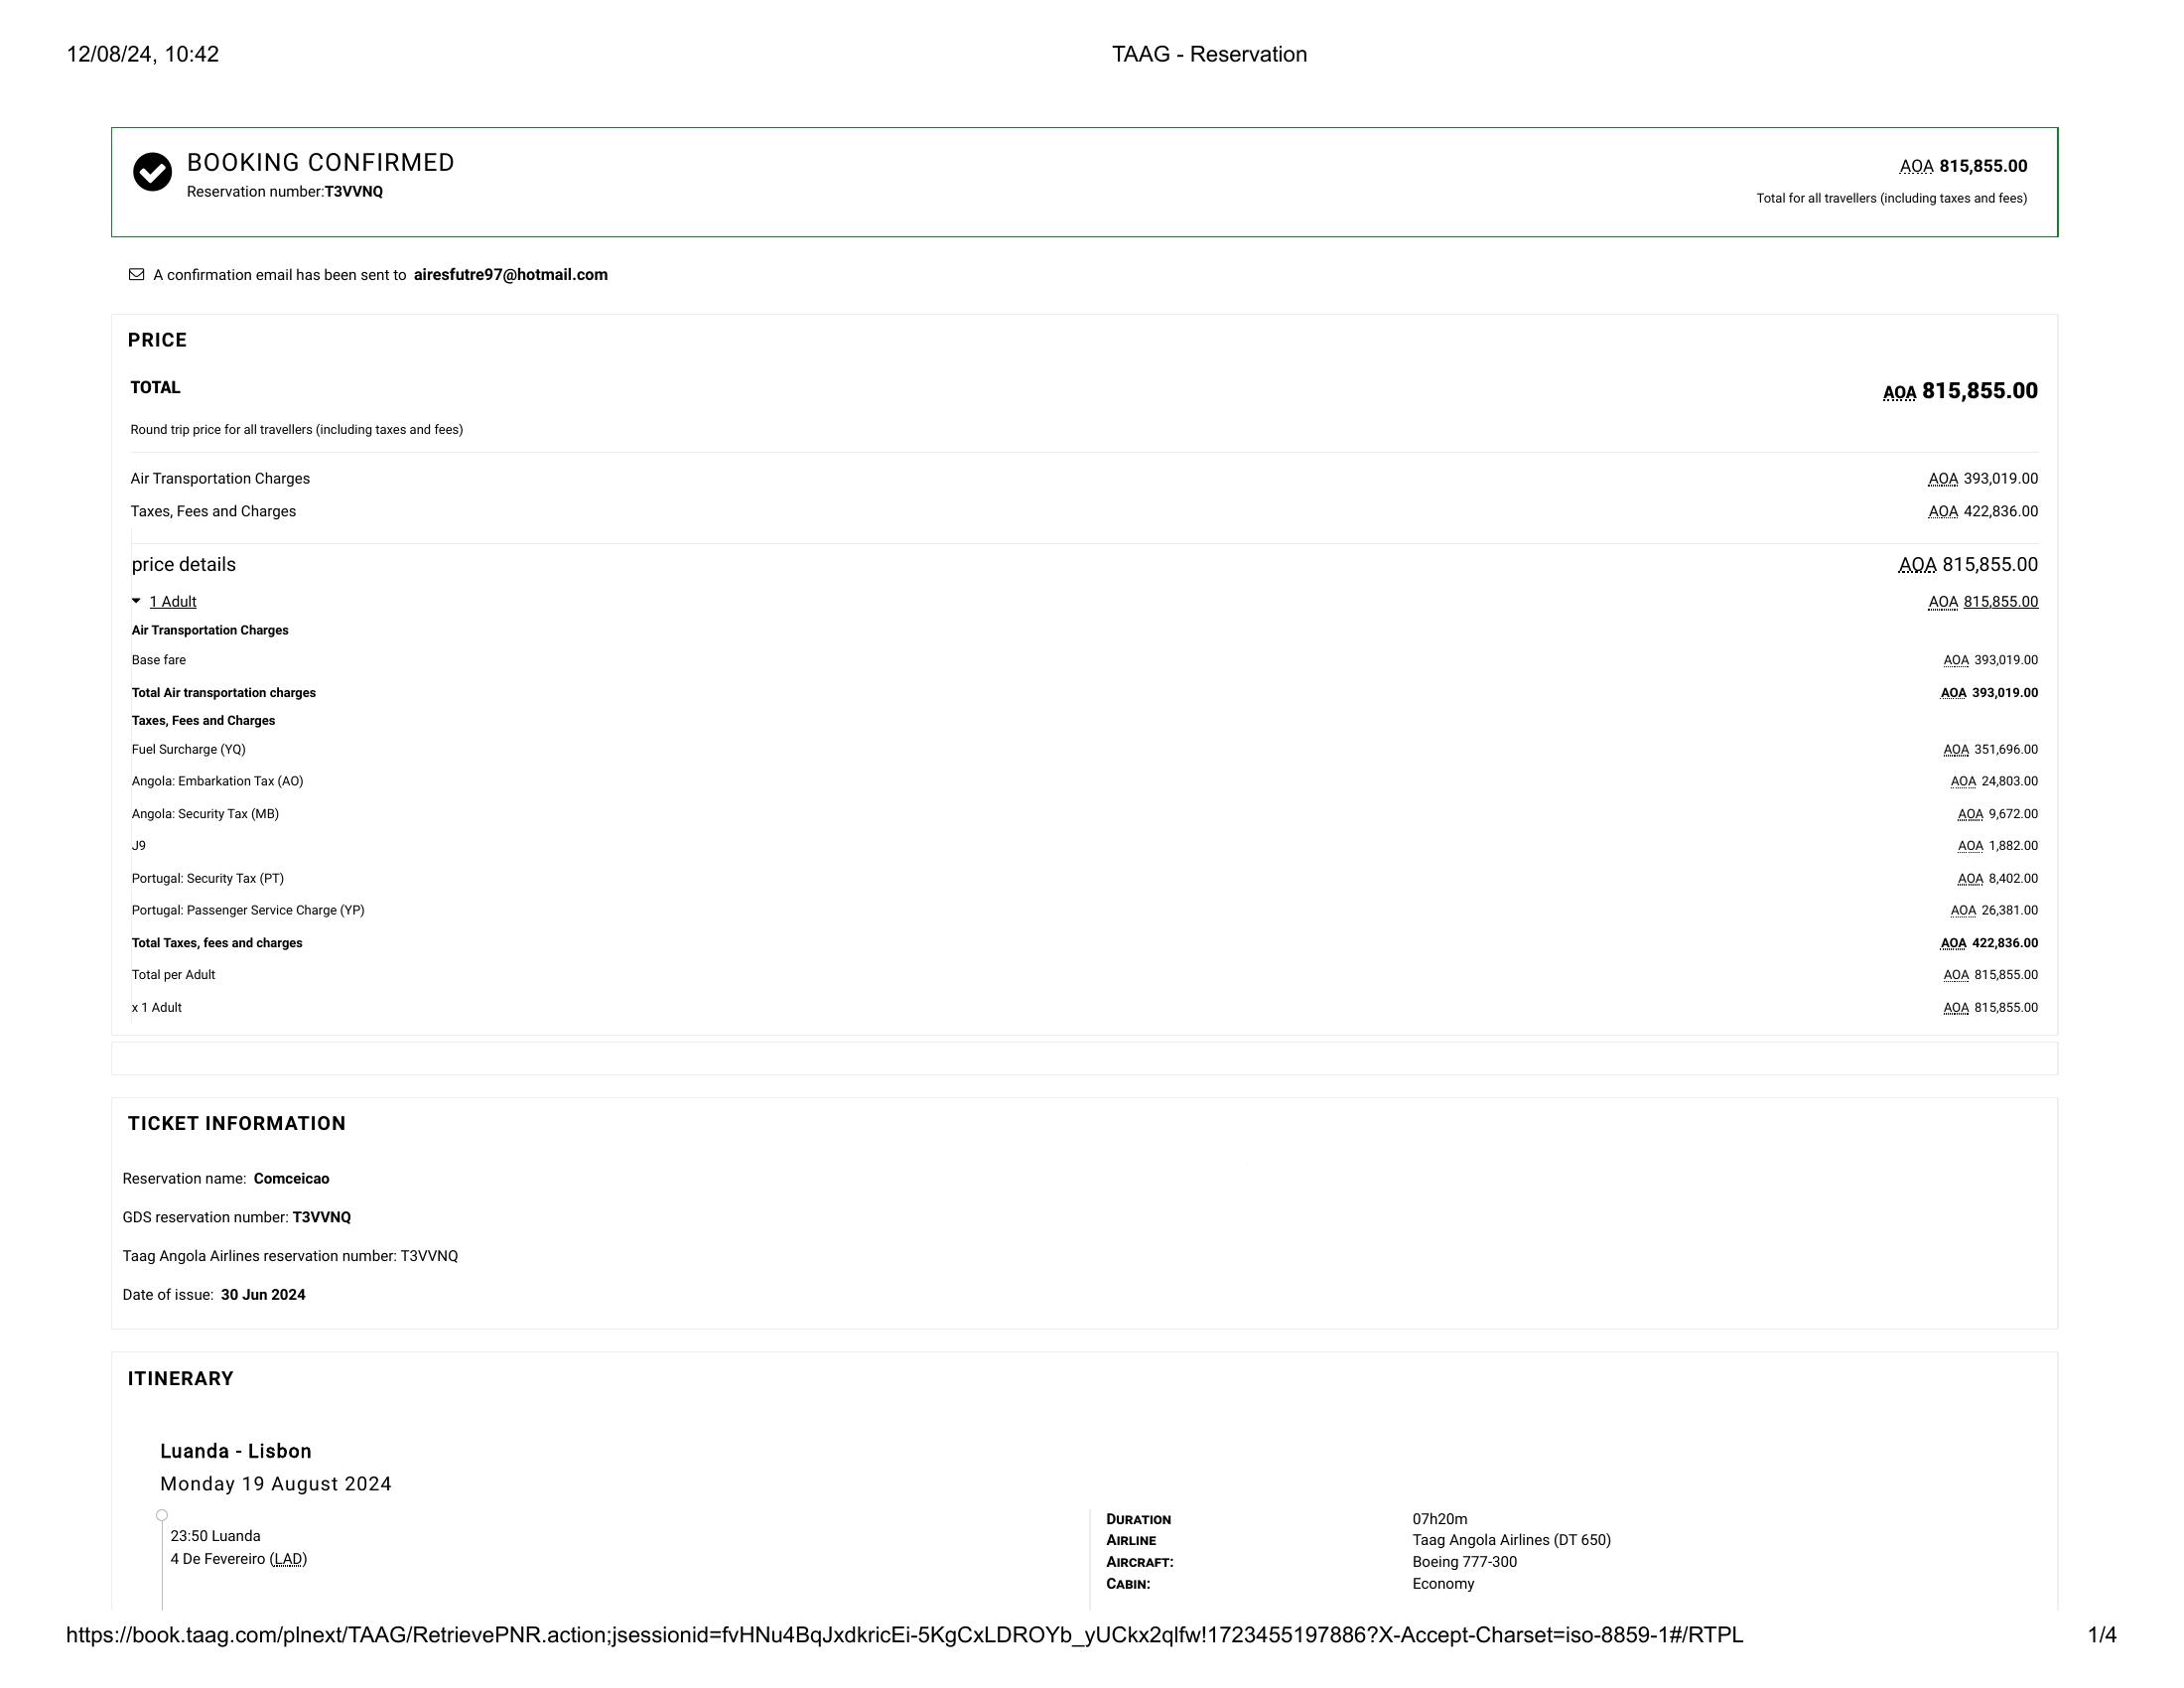 12/08/24, 10:42 TAAG - Reservation
BOOKING CONFIRMED AOA 815,855.00
Reservation number:T3VVNQ Total for all travellers (including taxes and fees)
A confirmation email has been sent to airesfutre97@hotmail.com
PRICE
TOTAL AOA 815,855.00
Round trip price for all travellers (including taxes and fees)
Air Transportation Charges AOA 393,019.00
Taxes, Fees and Charges AOA 422,836.00
price details AOA 815,855.00
1 Adult AOA 815,855.00
Air Transportation Charges
Base fare AOA 393,019.00
Total Air transportation charges AOA 393,019.00
Taxes, Fees and Charges
Fuel Surcharge (YQ) AOA 351,696.00
Angola: Embarkation Tax (AO) AOA 24,803.00
Angola: Security Tax (MB) AOA 9,672.00
J9 AOA 1,882.00
Portugal: Security Tax (PT) AOA 8,402.00
Portugal: Passenger Service Charge (YP) AOA 26,381.00
Total Taxes, fees and charges AOA 422,836.00
Total per Adult AOA 815,855.00
x 1 Adult AOA 815,855.00
TICKET INFORMATION
Reservation name: Comceicao
GDS reservation number: T3VVNQ
Taag Angola Airlines reservation number: T3VVNQ
Date of issue: 30 Jun 2024
ITINERARY
Luanda - Lisbon
Monday 19 August 2024
23:50 Luanda
4 De Fevereiro (LAD)
DURATION 07h20m
AIRLINE Taag Angola Airlines (DT 650)
AIRCRAFT: Boeing 777-300
CABIN: Economy
https://book.taag.com/plnext/TAAG/RetrievePNR.action;jsessionid=fvHNu4BqJxdkricEi-5KgCxLDROYb_yUCkx2qlfw!1723455197886?X-Accept-Charset=iso-8859-1#/RTPL 1/4